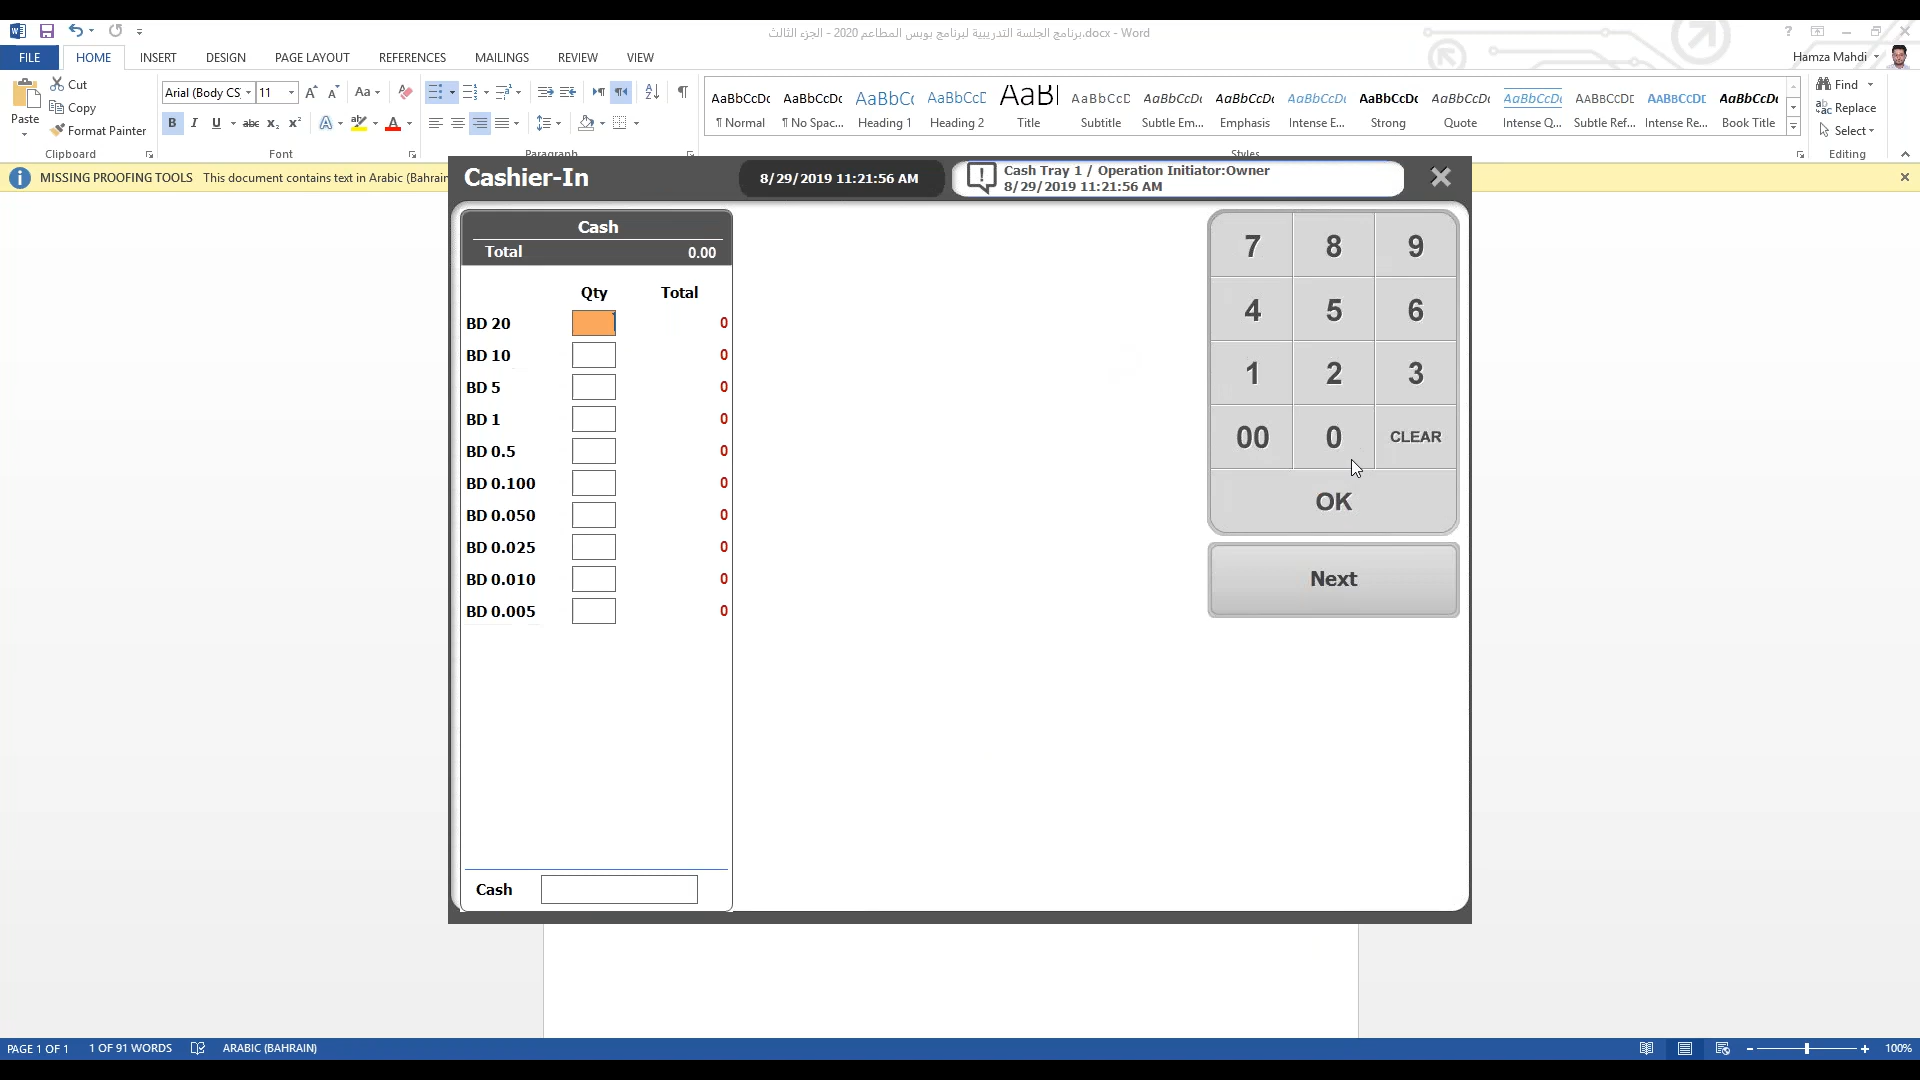 برنامج الجلسة التدريبية لبرنامج بوبس المطاعم 2020 - الجزء الثالث.docx - Word
FILE HOME INSERT DESIGN PAGE LAYOUT REFERENCES MAILINGS REVIEW VIEW
Hamza Mahdi
Paste
Cut
Copy
Format Painter
Clipboard
Arial (Body CS 11
Font
Paragraph
AaBbCcDc AaBbCcDc AaBbCc AaBbCcC AaBl AaBbCcC AaBbCcDc AaBbCcDc AaBbCcDc AaBbCcDc AaBbCcDc AaBbCcDc AaBbCcDc AaBbCcDc AaBbCcDc
¶ Normal ¶ No Spac... Heading 1 Heading 2 Title Subtitle Subtle Em... Emphasis Intense E... Strong Quote Intense Q... Subtle Ref... Intense Re... Book Title
Styles
Find
Replace
Select
Editing
MISSING PROOFING TOOLS This document contains text in Arabic (Bahrain
Cashier-In
8/29/2019 11:21:56 AM
Cash Tray 1 / Operation Initiator:Owner
8/29/2019 11:21:56 AM
Cash
Total 0.00
Qty Total
BD 20 0
BD 10 0
BD 5 0
BD 1 0
BD 0.5 0
BD 0.100 0
BD 0.050 0
BD 0.025 0
BD 0.010 0
BD 0.005 0
Cash
7 8 9
4 5 6
1 2 3
00 0 CLEAR
OK
Next
PAGE 1 OF 1 1 OF 91 WORDS ARABIC (BAHRAIN) 100%